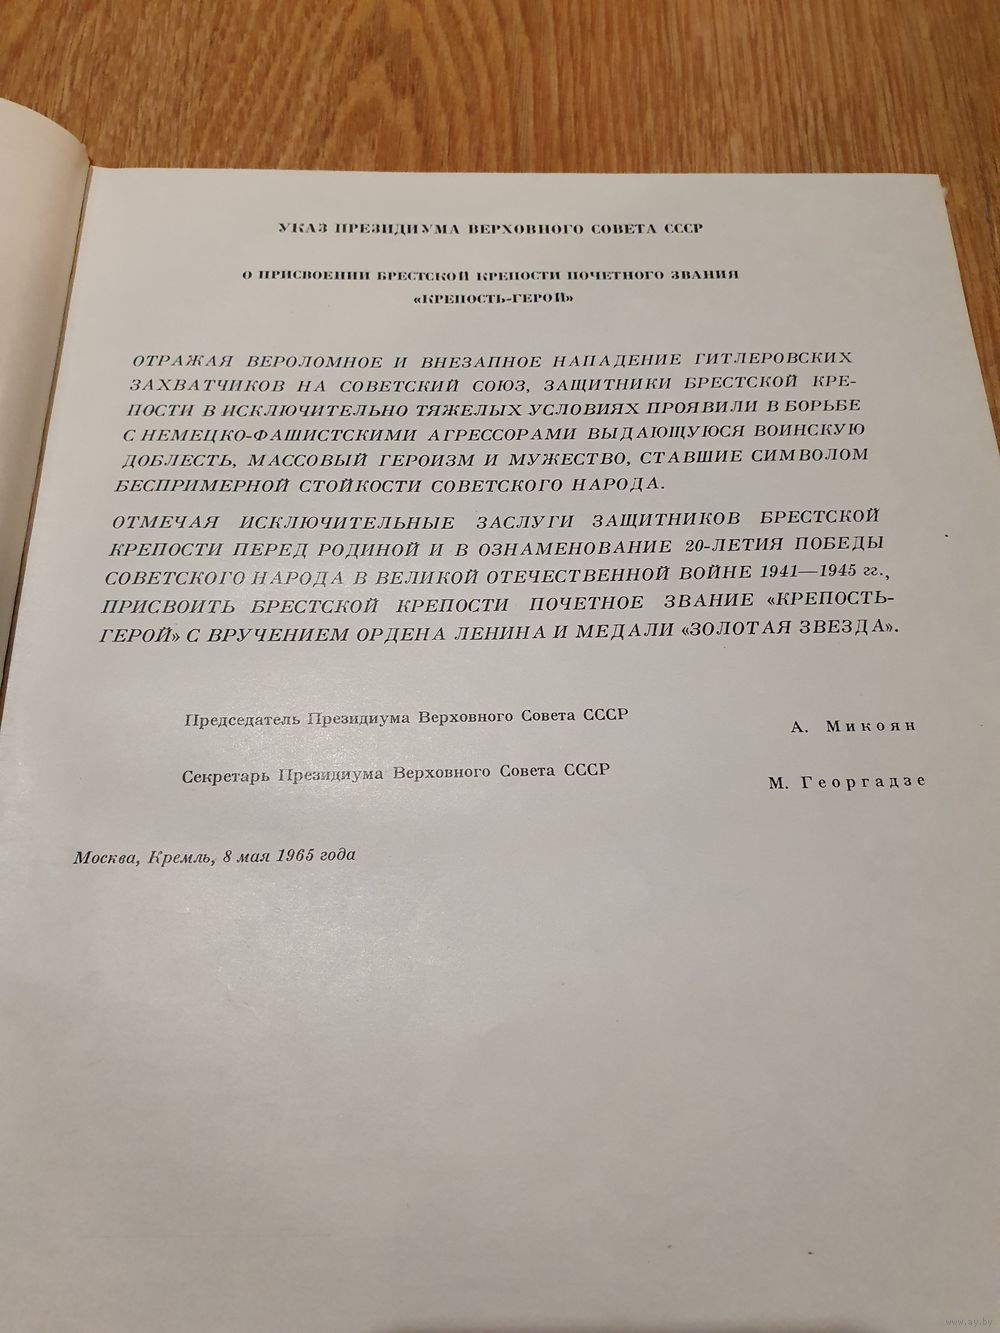 УКАЗ ПРЕЗИДИУМА ВЕРХОВНОГО СОВЕТА СССР
О ПРИСВОЕНИИ БРЕСТСКОЙ КРЕПОСТИ ПОЧЕТНОГО ЗВАНИЯ
«КРЕПОСТЬ-ГЕРОЙ»
ОТРАЖАЯ ВЕРОЛОМНОЕ И ВНЕЗАПНОЕ НАПАДЕНИЕ ГИТЛЕРОВСКИХ
ЗАХВАТЧИКОВ НА СОВЕТСКИЙ СОЮЗ, ЗАЩИТНИКИ БРЕСТСКОЙ КРЕ-
ПОСТИ В ИСКЛЮЧИТЕЛЬНО ТЯЖЕЛЫХ УСЛОВИЯХ ПРОЯВИЛИ В БОРЬБЕ
С НЕМЕЦКО-ФАШИСТСКИМИ АГРЕССОРАМИ ВЫДАЮЩУЮСЯ ВОИНСКУЮ
ДОБЛЕСТЬ, МАССОВЫЙ ГЕРОИЗМ И МУЖЕСТВО, СТАВШИЕ СИМВОЛОМ
БЕСПРИМЕРНОЙ СТОЙКОСТИ СОВЕТСКОГО НАРОДА.
ОТМЕЧАЯ ИСКЛЮЧИТЕЛЬНЫЕ ЗАСЛУГИ ЗАЩИТНИКОВ БРЕСТСКОЙ
КРЕПОСТИ ПЕРЕД РОДИНОЙ И В ОЗНАМЕНОВАНИЕ 20-ЛЕТИЯ ПОБЕДЫ
СОВЕТСКОГО НАРОДА В ВЕЛИКОЙ ОТЕЧЕСТВЕННОЙ ВОЙНЕ 1941—1945 гг.,
ПРИСВОИТЬ БРЕСТСКОЙ КРЕПОСТИ ПОЧЕТНОЕ ЗВАНИЕ «КРЕПОСТЬ-
ГЕРОЙ» С ВРУЧЕНИЕМ ОРДЕНА ЛЕНИНА И МЕДАЛИ «ЗОЛОТАЯ ЗВЕЗДА».
Председатель Президиума Верховного Совета СССР
А. Микоян
Секретарь Президиума Верховного Совета СССР
М. Георгадзе
Москва, Кремль, 8 мая 1965 года
www.ay.by